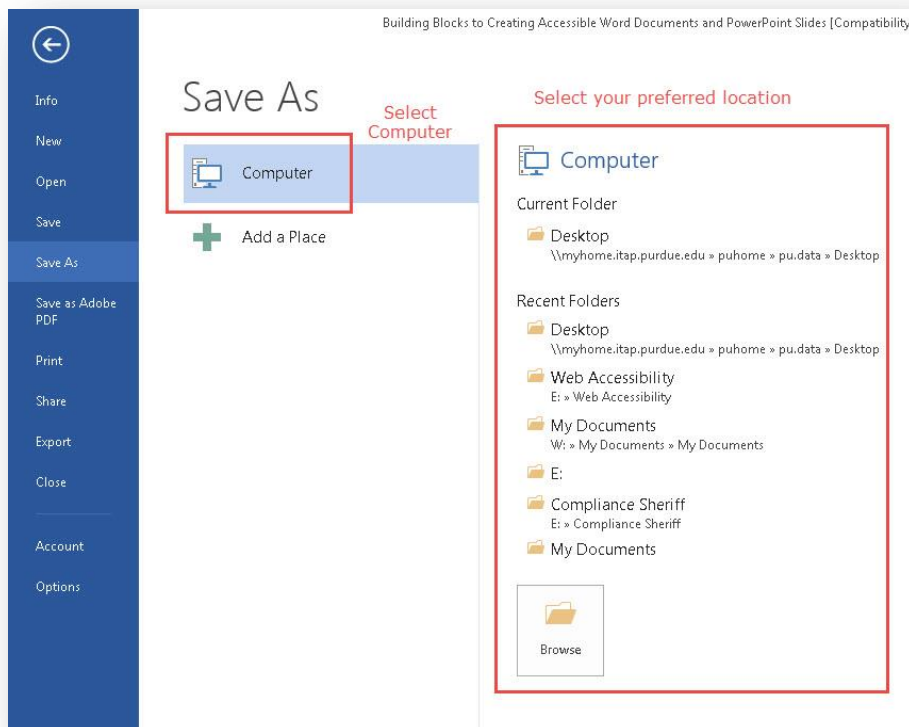 Building Blocks to Creating Accessible Word Documents and PowerPoint Slides [Compatibility
Info
New
Open
Save
Save As
Save as Adobe
PDF
Print
Share
Export
Close
Account
Options
Save As
Select
Computer
Computer
Add a Place
Select your preferred location
Computer
Current Folder
Desktop
\\myhome.itap.purdue.edu » puhome » pu.data » Desktop
Recent Folders
Desktop
\\myhome.itap.purdue.edu » puhome » pu.data » Desktop
Web Accessibility
E: » Web Accessibility
My Documents
W: » My Documents » My Documents
E:
Compliance Sheriff
E: » Compliance Sheriff
My Documents
Browse